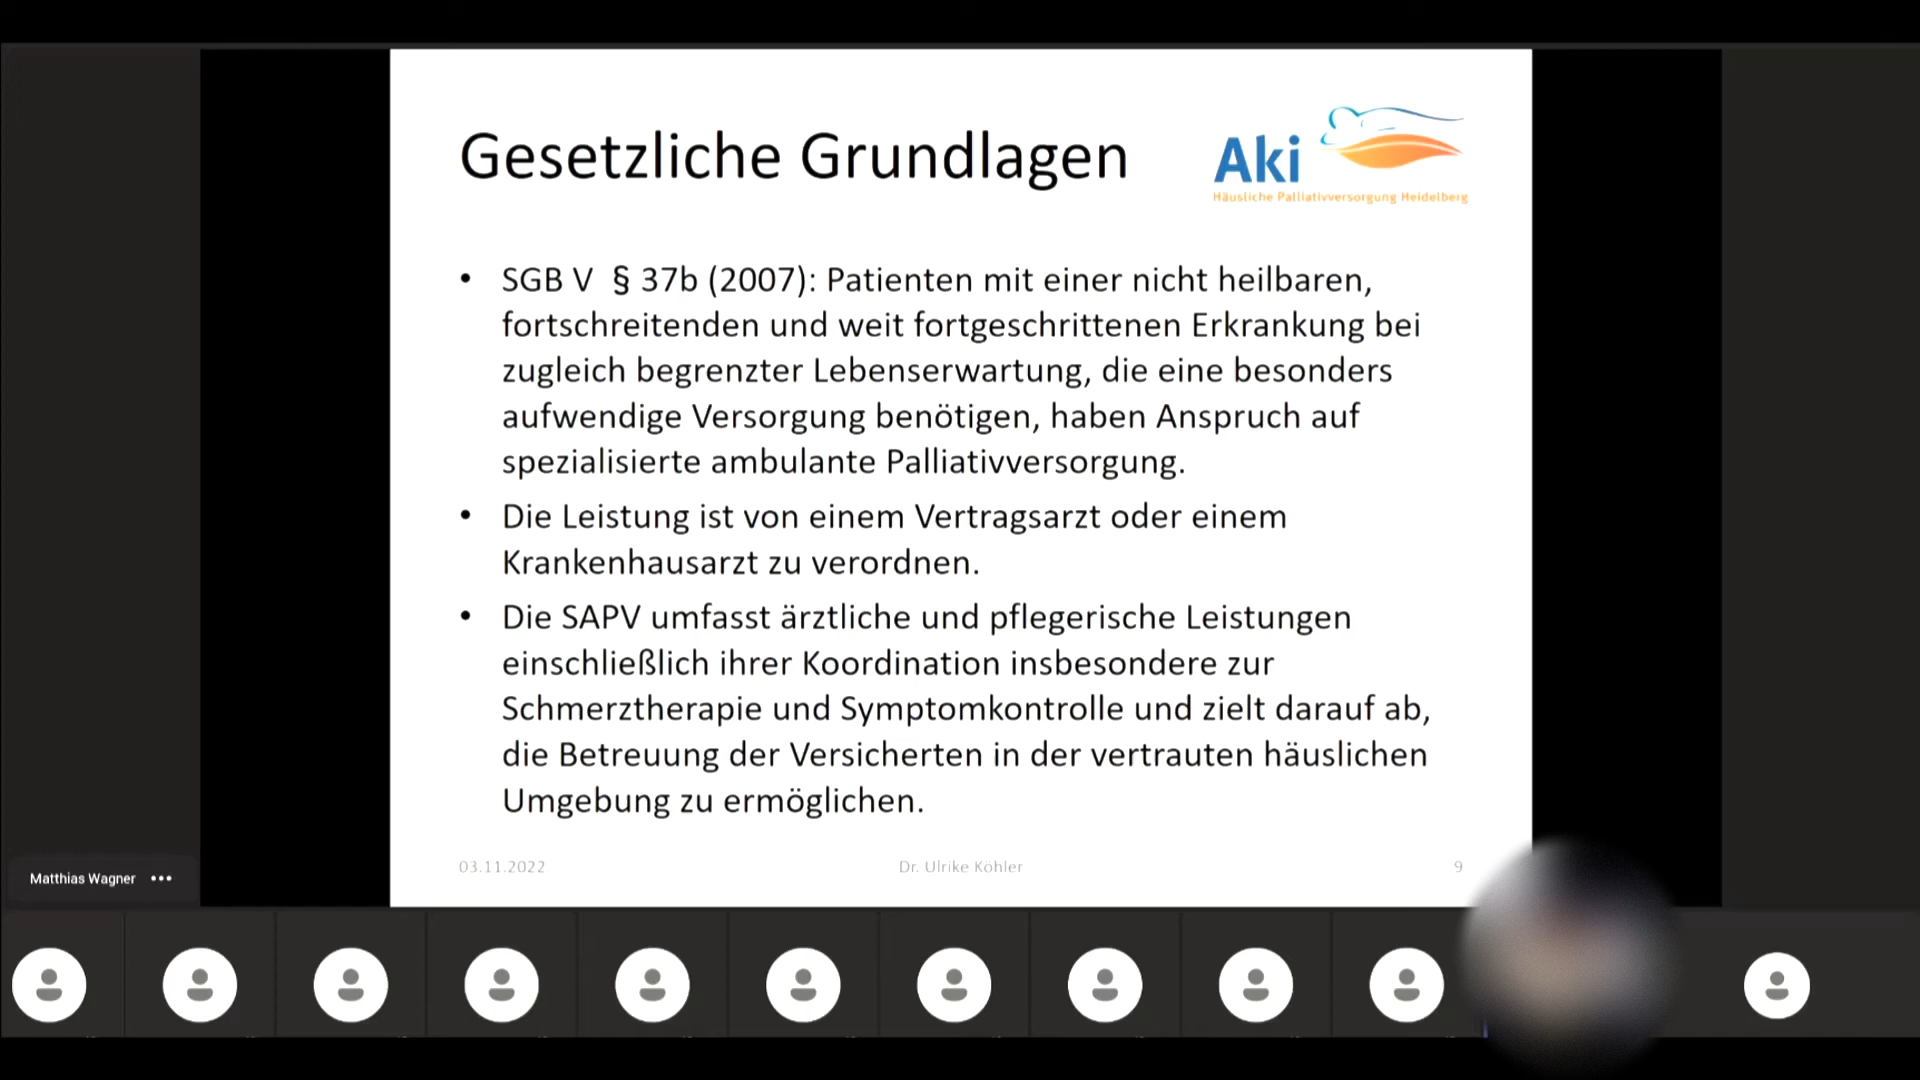 Gesetzliche Grundlagen
Aki
Häusliche Palliativversorgung Heidelberg
• SGB V § 37b (2007): Patienten mit einer nicht heilbaren,
fortschreitenden und weit fortgeschrittenen Erkrankung bei
zugleich begrenzter Lebenserwartung, die eine besonders
aufwendige Versorgung benötigen, haben Anspruch auf
spezialisierte ambulante Palliativversorgung.
• Die Leistung ist von einem Vertragsarzt oder einem
Krankenhausarzt zu verordnen.
• Die SAPV umfasst ärztliche und pflegerische Leistungen
einschließlich ihrer Koordination insbesondere zur
Schmerztherapie und Symptomkontrolle und zielt darauf ab,
die Betreuung der Versicherten in der vertrauten häuslichen
Umgebung zu ermöglichen.
03.11.2022
Dr. Ulrike Köhler
9
Matthias Wagner •••